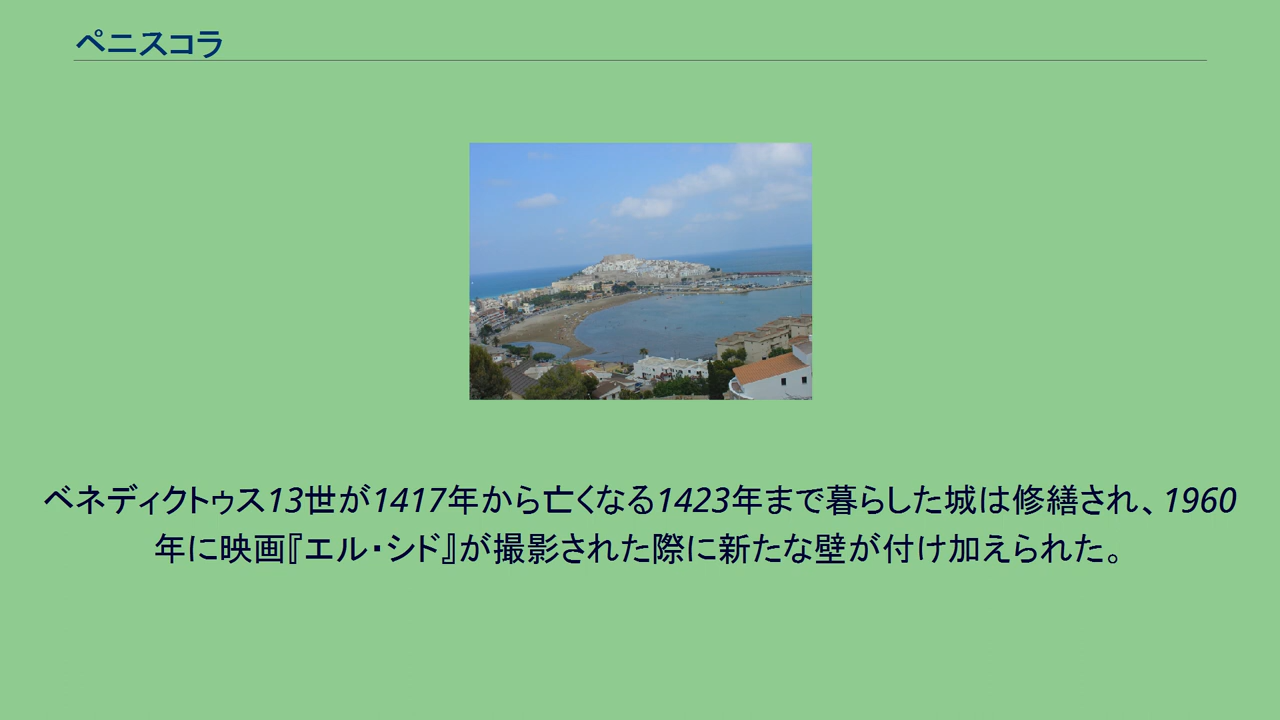 ペニスコラ
ベネディクトゥス13世が1417年から亡くなる1423年まで暮らした城は修繕され、1960
年に映画『エル・シド』が撮影された際に新たな壁が付け加えられた。